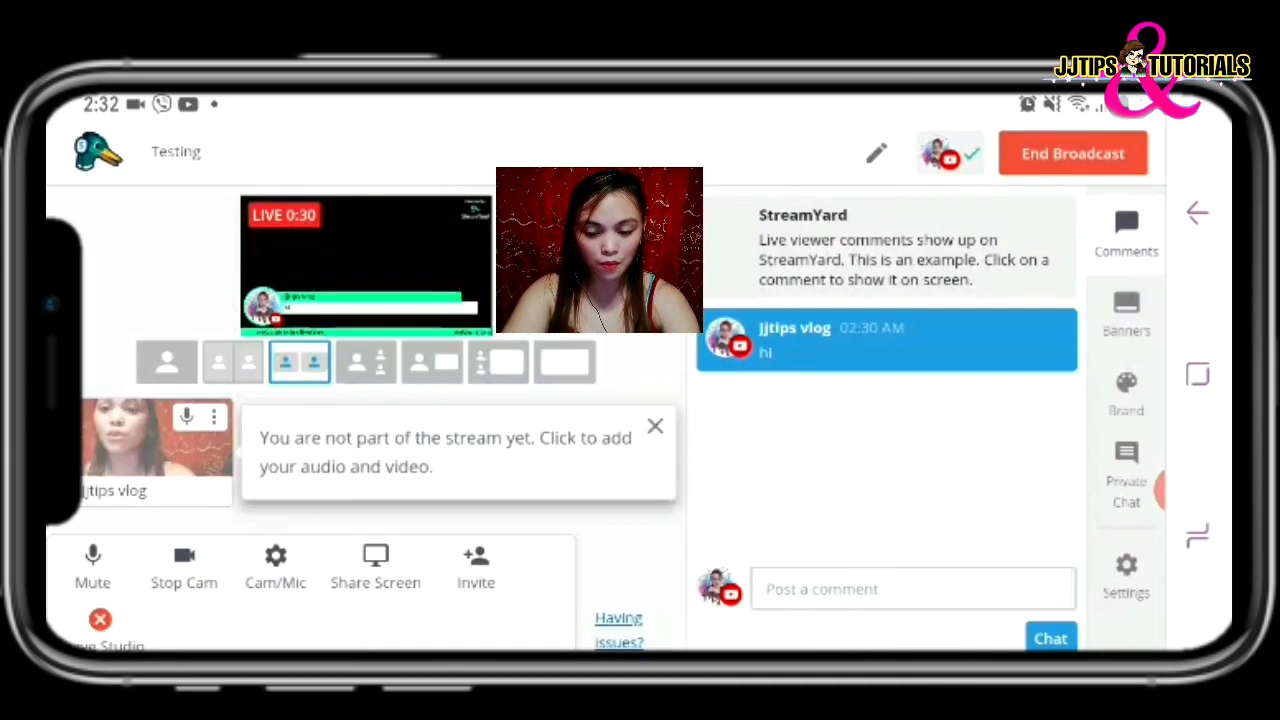 JJTIPS & TUTORIALS
2:32
Testing
End Broadcast
LIVE 0:30
StreamYard
Live viewer comments show up on
StreamYard. This is an example. Click on a
comment to show it on screen.
Comments
Jjtips vlog 02:30 AM
hi
Banners
Brand
You are not part of the stream yet. Click to add
your audio and video.
Jjtips vlog
Private
Chat
Mute
Stop Cam
Cam/Mic
Share Screen
Invite
Settings
Post a comment
Having
issues?
Studio
Chat